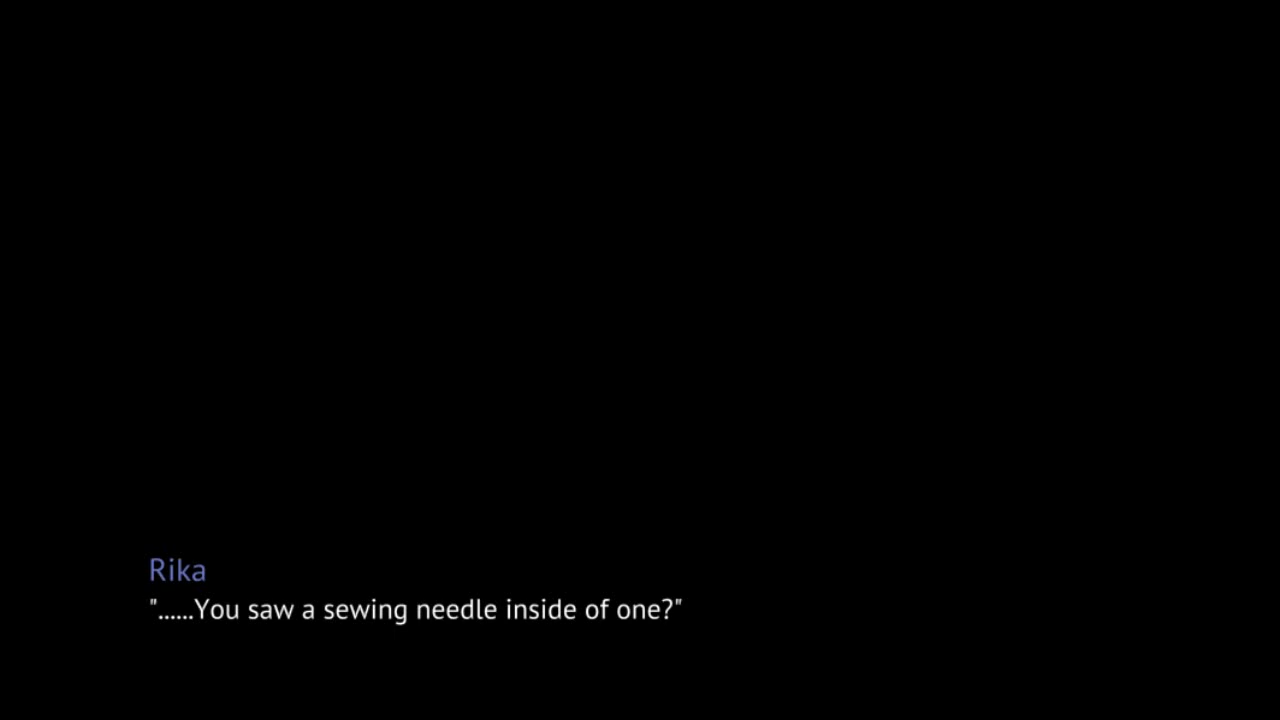 Rika
"......You saw a sewing needle inside of one?"